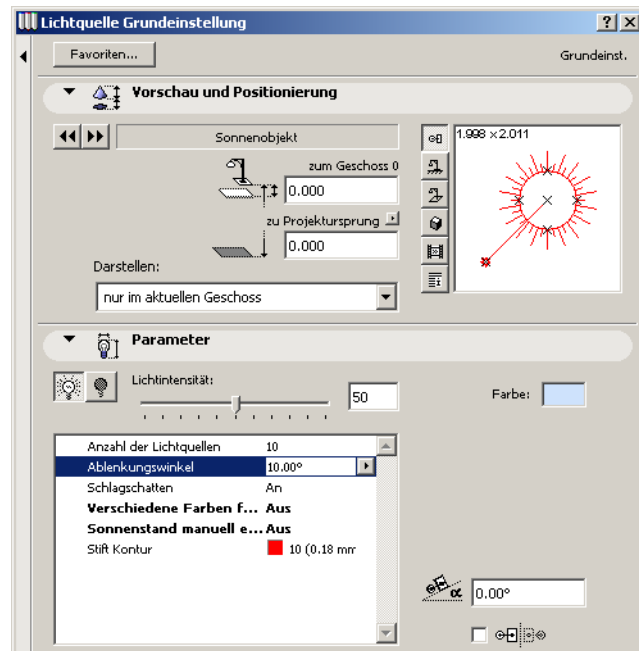 Lichtquelle Grundeinstellung
Favoriten...
Grundeinst.
Vorschau und Positionierung
Sonnenobjekt
1.998 x 2.011
zum Geschoss 0
0.000
zu Projektursprung
0.000
Darstellen:
nur im aktuellen Geschoss
Parameter
Lichtintensität:
50
Farbe:
Anzahl der Lichtquellen 10
Ablenkungswinkel 10.00°
Schlagschatten An
Verschiedene Farben f... Aus
Sonnenstand manuell e... Aus
Stift Kontur 10 (0.18 mm
α 0.00°